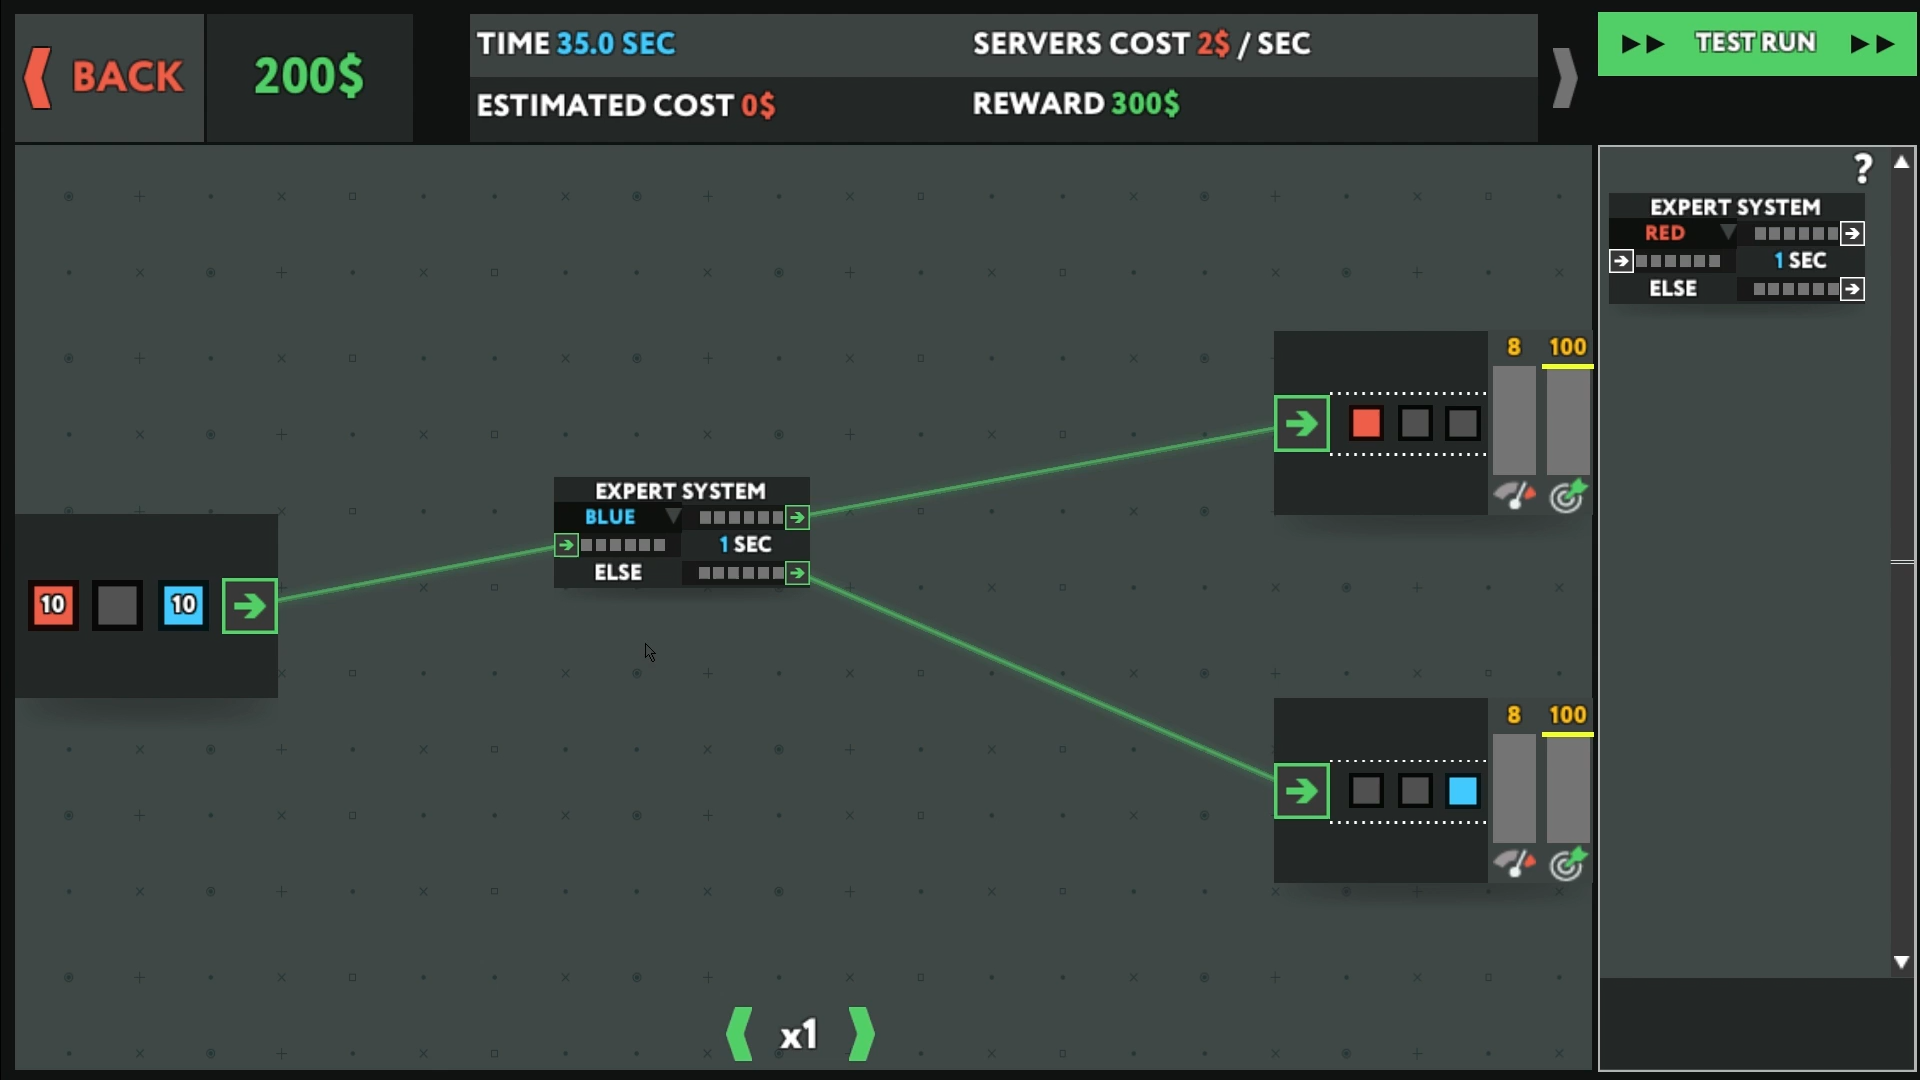 BACK
200$
TIME 35.0 SEC
SERVERS COST 2$ / SEC
ESTIMATED COST 0$
REWARD 300$
TEST RUN
?
EXPERT SYSTEM
RED
1 SEC
ELSE
8 100
EXPERT SYSTEM
BLUE
1 SEC
ELSE
10 10
8 100
x1